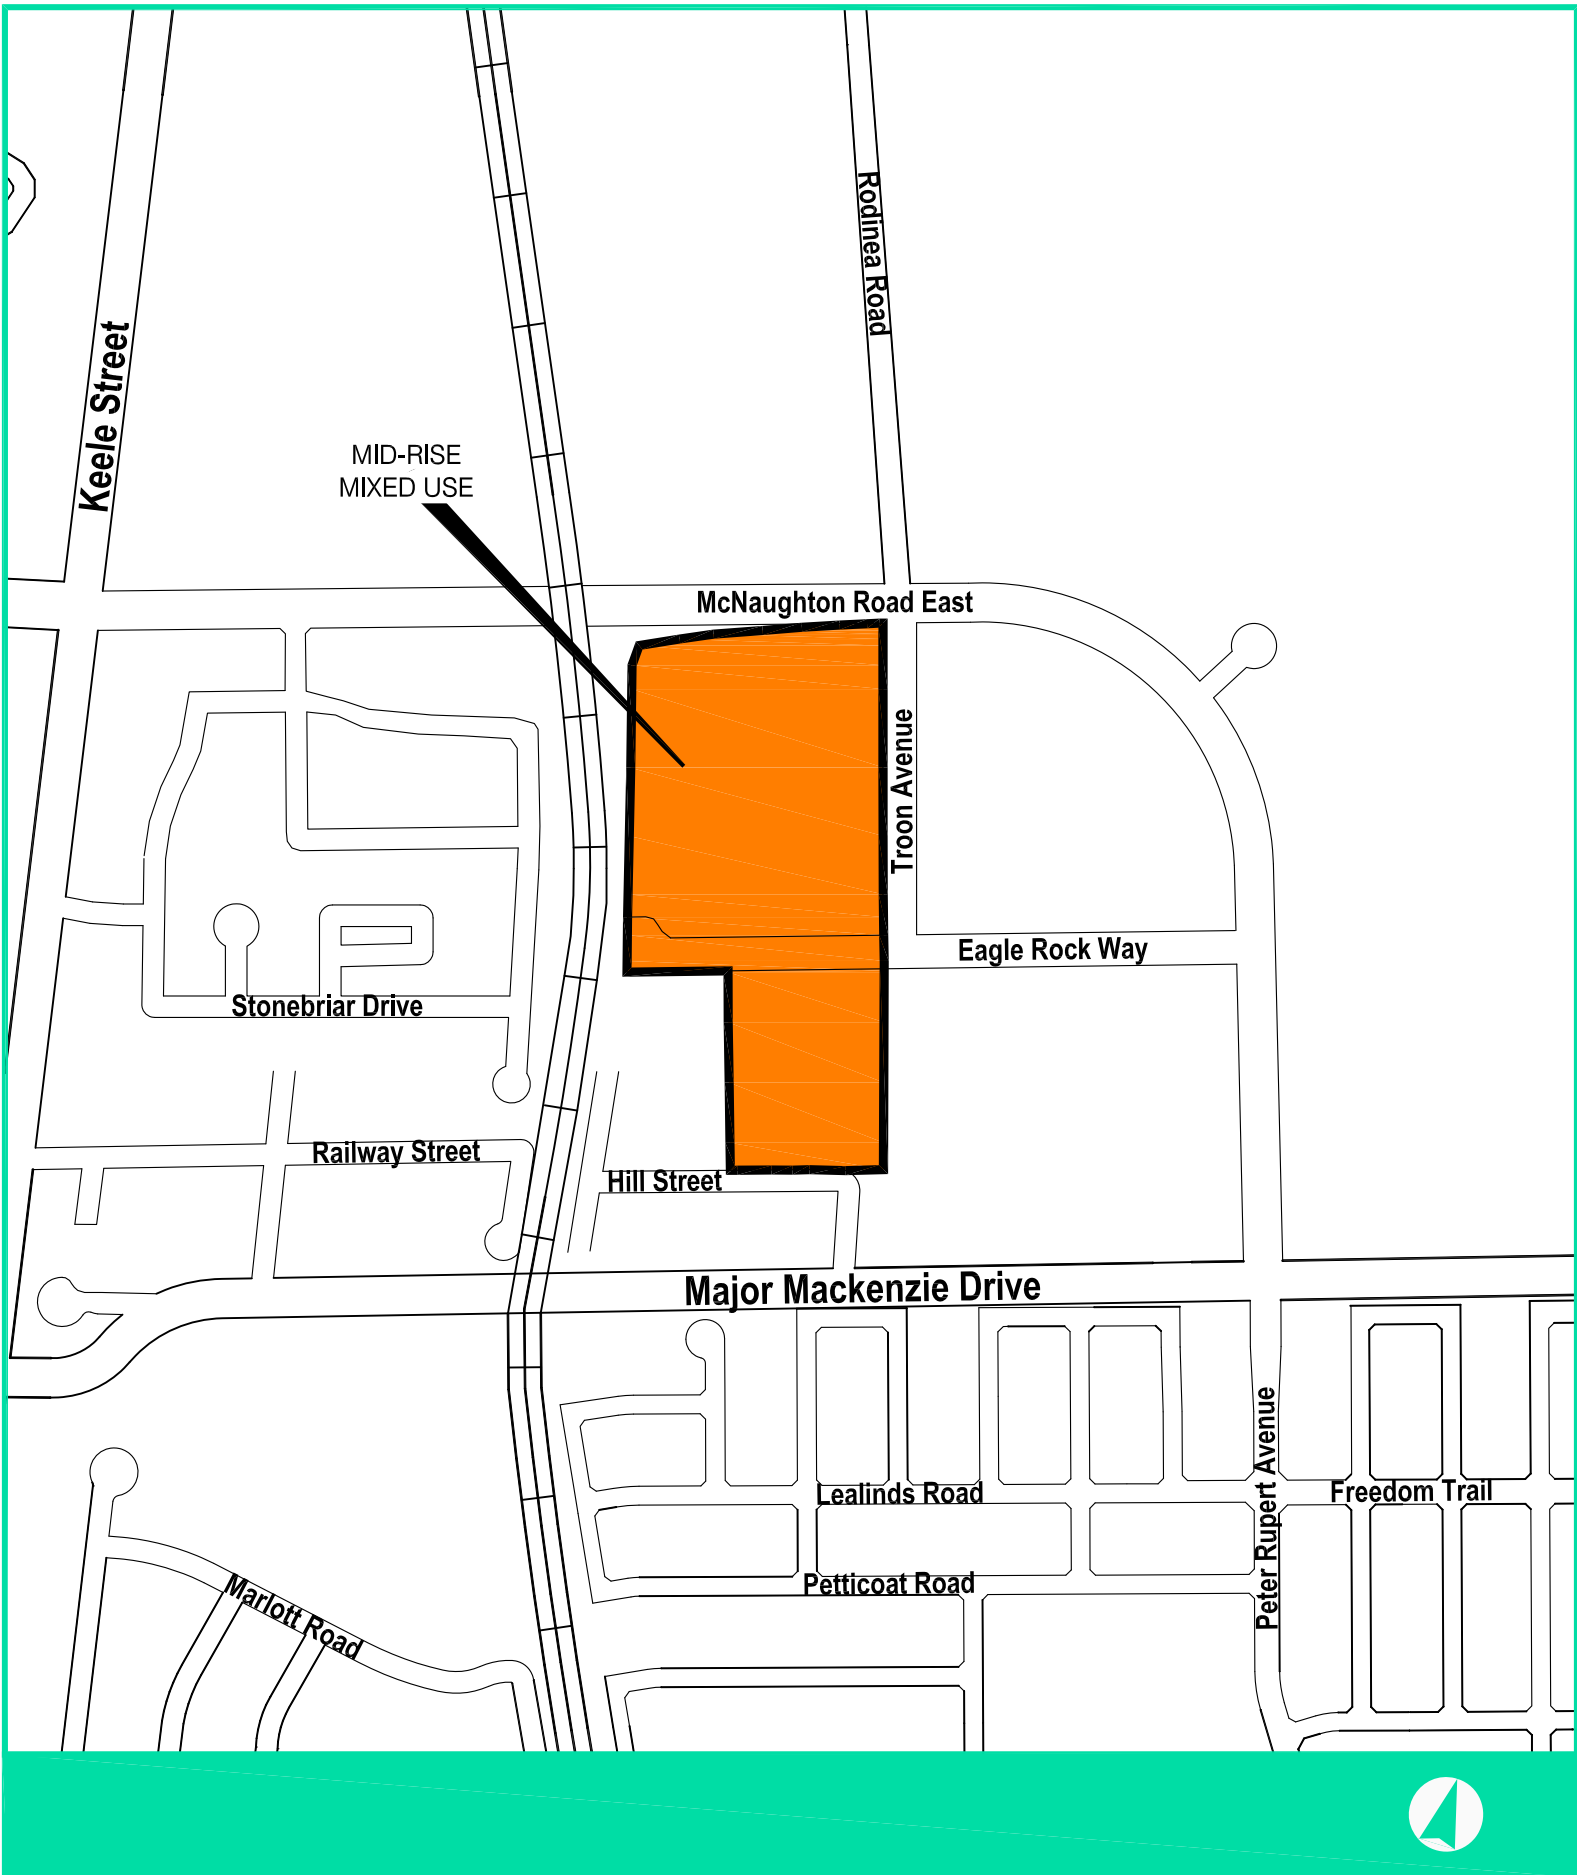 Rodinea Road
Keele Street
MID-RISE
MIXED USE
McNaughton Road East
Troon Avenue
Eagle Rock Way
Stonebriar Drive
Railway Street
Hill Street
Major Mackenzie Drive
Peter Rupert Avenue
Lealinds Road
Freedom Trail
Petticoat Road
Marlott Road